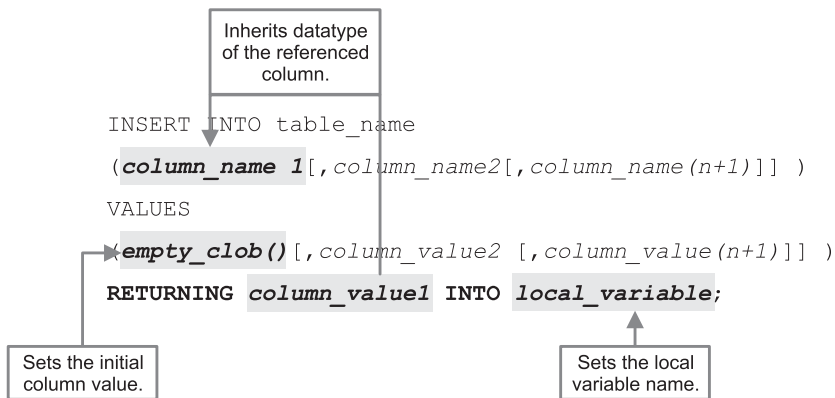 Inherits datatype
of the referenced
column.
INSERT INTO table_name
(column_name 1[,column_name2[,column_name(n+1)]] )
VALUES
(empty_clob()[,column_value2 [,column_value(n+1)]] )
RETURNING column_value1 INTO local_variable;
Sets the initial
column value.
Sets the local
variable name.